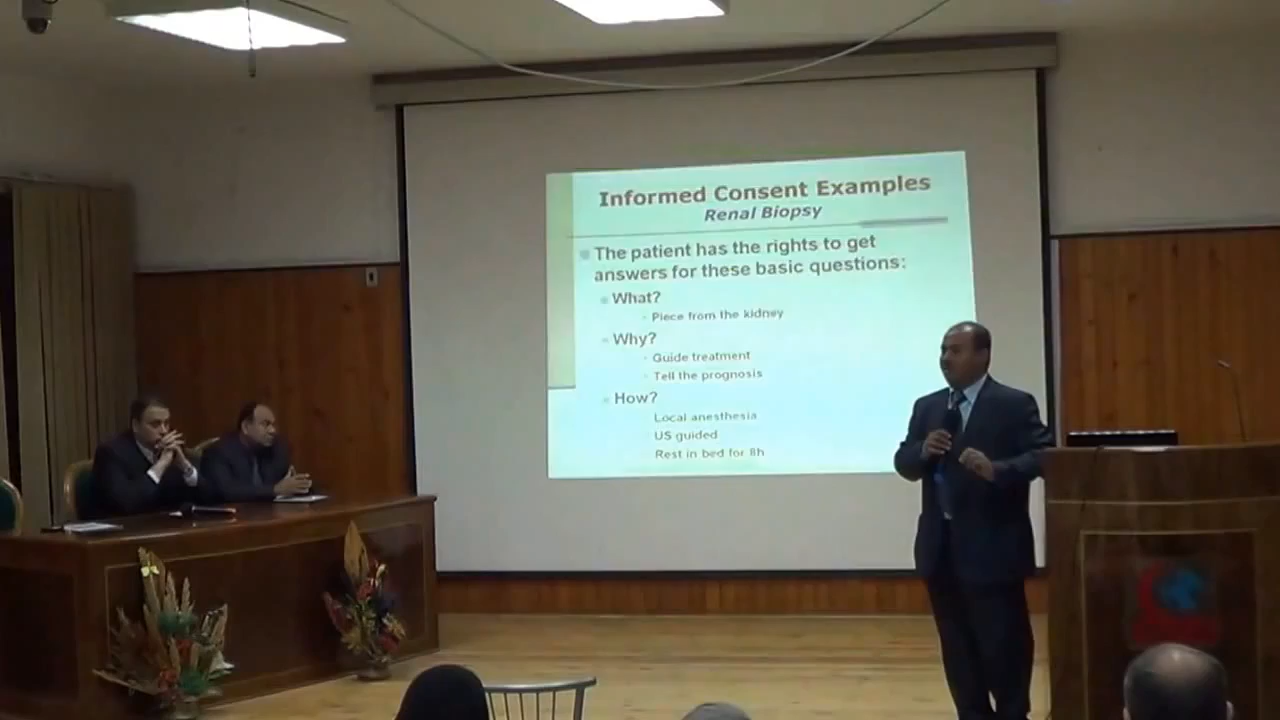 Informed Consent Examples
Renal Biopsy
The patient has the rights to get
answers for these basic questions:
What?
Piece from the kidney
Why?
Guide treatment
Tell the prognosis
How?
Local anesthesia
US guided
Rest in bed for 8h